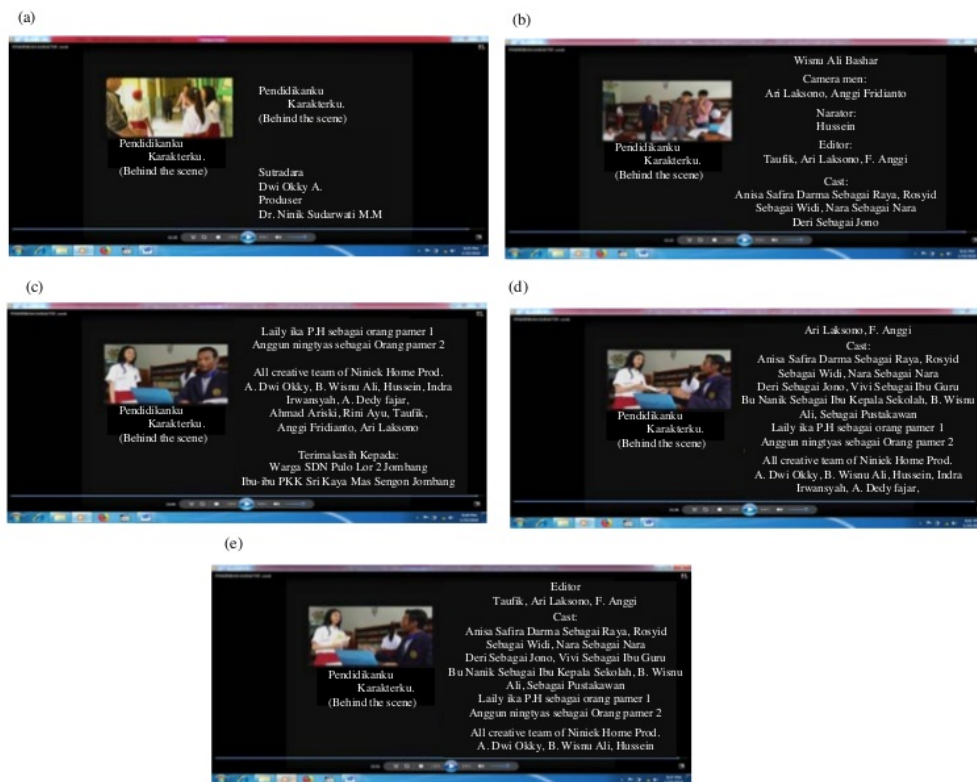 (a)
Pendidikanku
Karakterku.
(Behind the scene)
Pendidikanku
Karakterku.
(Behind the scene)
Sutradara
Dwi Okky A.
Produser
Dr. Ninik Sudarwati M.M
(b)
Pendidikanku
Karakterku.
(Behind the scene)
Wisnu Ali Bashar
Camera men:
Ari Laksono, Anggi Fridianto
Narator:
Hussein
Editor:
Taufik, Ari Laksono, F. Anggi
Cast:
Anisa Safira Darma Sebagai Raya, Rosyid
Sebagai Widi, Nara Sebagai Nara
Deri Sebagai Jono
(c)
Pendidikanku
Karakterku.
(Behind the scene)
Laily ika P.H sebagai orang pamer 1
Anggun ningtyas sebagai Orang pamer 2
All creative team of Niniek Home Prod.
A. Dwi Okky, B. Wisnu Ali, Hussein, Indra
Irwansyah, A. Dedy fajar,
Ahmad Ariski, Rini Ayu, Taufik,
Anggi Fridianto, Ari Laksono
Terimakasih Kepada:
Warga SDN Pulo Lor 2 Jombang
Ibu-ibu PKK Sri Kaya Mas Sengon Jombang
(d)
Pendidikanku
Karakterku.
(Behind the scene)
Ari Laksono, F. Anggi
Cast:
Anisa Safira Darma Sebagai Raya, Rosyid
Sebagai Widi, Nara Sebagai Nara
Deri Sebagai Jono, Vivi Sebagai Ibu Guru
Bu Nanik Sebagai Ibu Kepala Sekolah, B. Wisnu
Ali, Sebagai Pustakawan
Laily ika P.H sebagai orang pamer 1
Anggun ningtyas sebagai Orang pamer 2
All creative team of Niniek Home Prod.
A. Dwi Okky, B. Wisnu Ali, Hussein, Indra
Irwansyah, A. Dedy fajar,
(e)
Pendidikanku
Karakterku.
(Behind the scene)
Editor
Taufik, Ari Laksono, F. Anggi
Cast:
Anisa Safira Darma Sebagai Raya, Rosyid
Sebagai Widi, Nara Sebagai Nara
Deri Sebagai Jono, Vivi Sebagai Ibu Guru
Bu Nanik Sebagai Ibu Kepala Sekolah, B. Wisnu
Ali, Sebagai Pustakawan
Laily ika P.H sebagai orang pamer 1
Anggun ningtyas sebagai Orang pamer 2
All creative team of Niniek Home Prod.
A. Dwi Okky, B. Wisnu Ali, Hussein